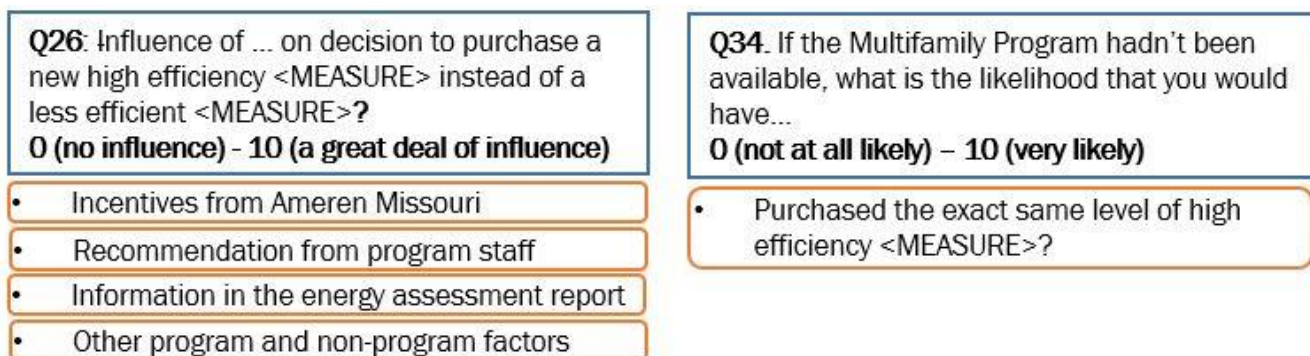 Q26: Influence of ... on decision to purchase a
new high efficiency <MEASURE> instead of a
less efficient <MEASURE>?
0 (no influence) - 10 (a great deal of influence)
• Incentives from Ameren Missouri
• Recommendation from program staff
• Information in the energy assessment report
• Other program and non-program factors
Q34. If the Multifamily Program hadn’t been
available, what is the likelihood that you would
have...
0 (not at all likely) – 10 (very likely)
• Purchased the exact same level of high
efficiency <MEASURE>?